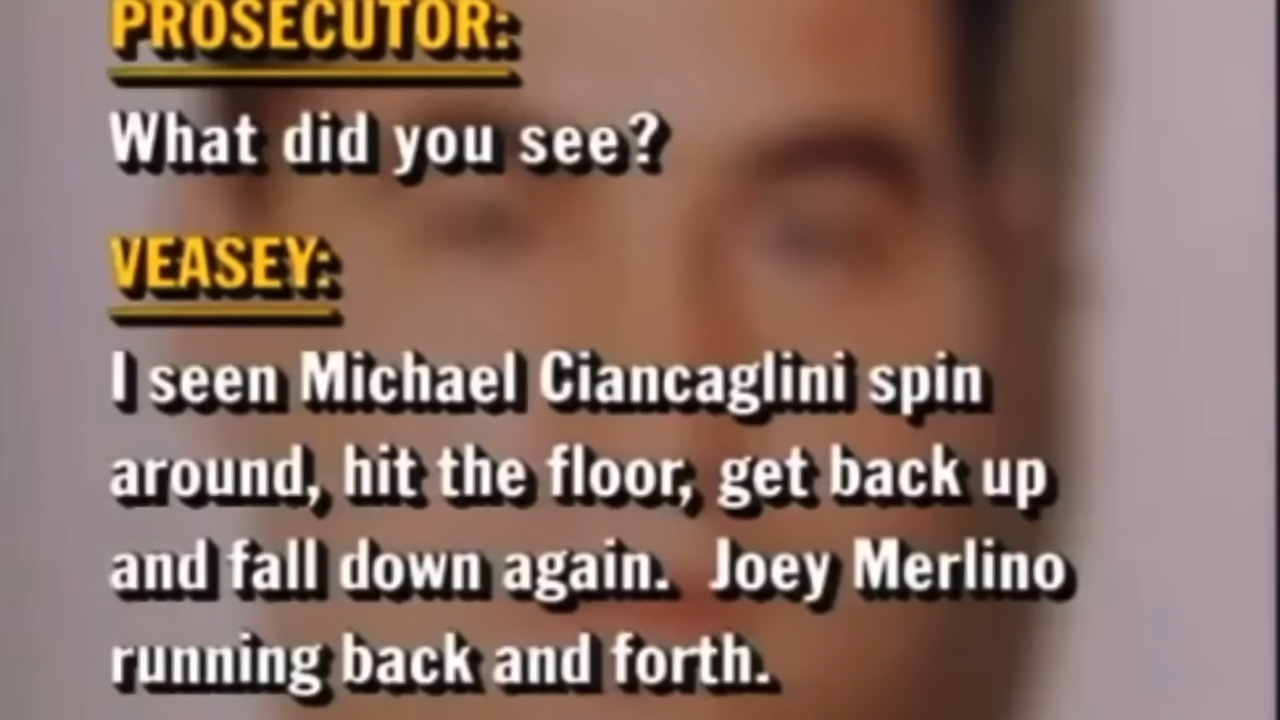 PROSECUTOR:
What did you see?
VEASEY:
I seen Michael Ciancaglini spin
around, hit the floor, get back up
and fall down again. Joey Merlino
running back and forth.